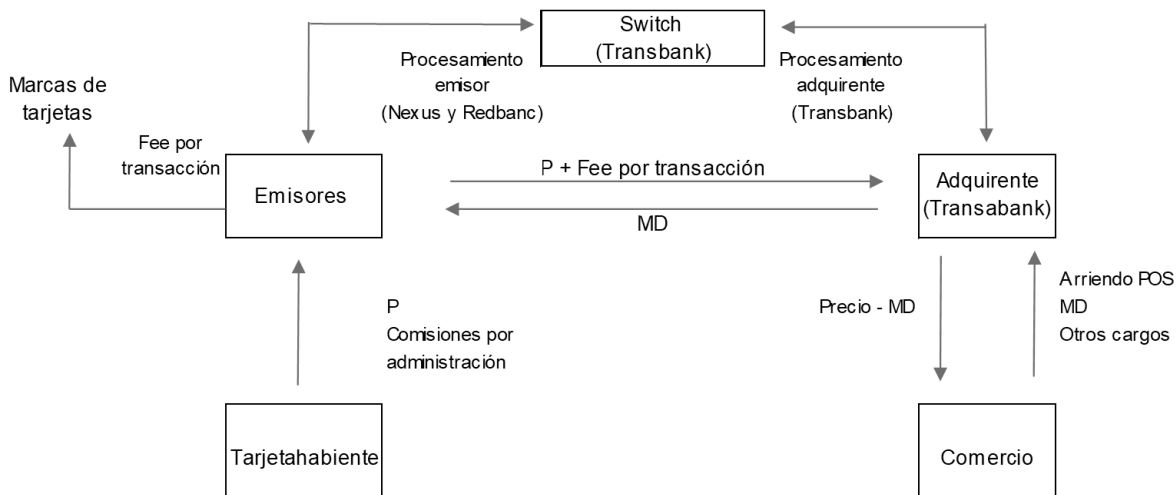 Switch
(Transbank)
Procesamiento
emisor
(Nexus y Redbanc)
Procesamiento
adquirente
(Transbank)
Marcas de
tarjetas
Fee por
transacción
Emisores
P + Fee por transacción
MD
Adquirente
(Transabank)
P
Comisiones por
administración
Precio - MD
Arriendo POS
MD
Otros cargos
Tarjetahabiente
Comercio